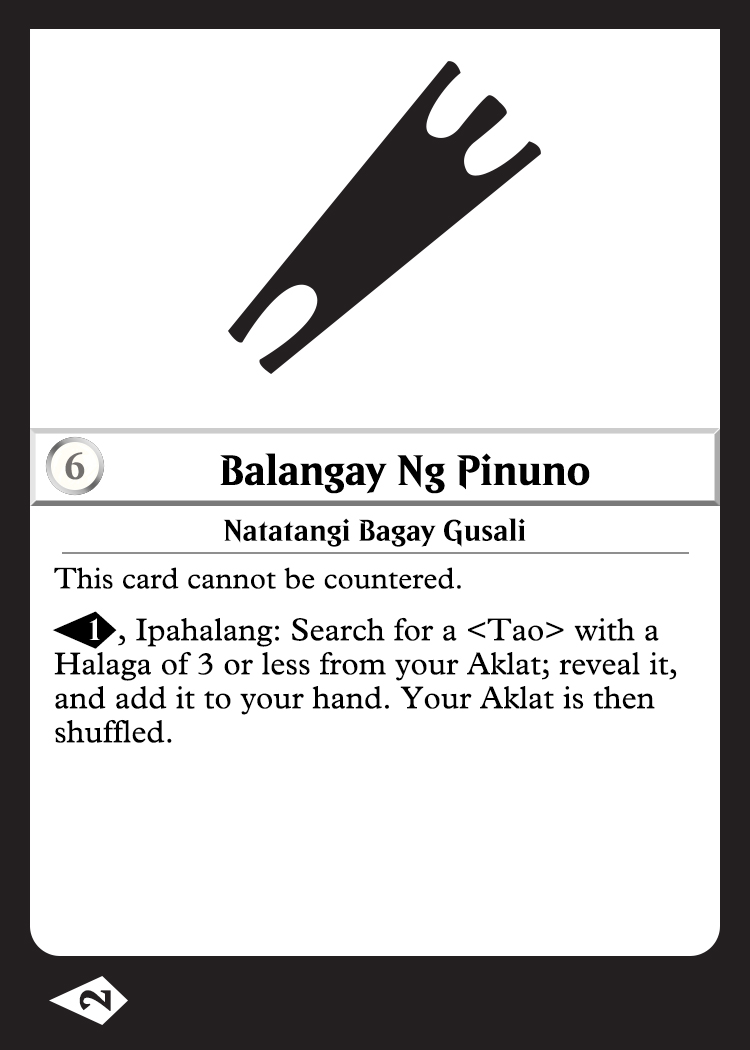 6
Balangay Ng Pinuno
Natatangi Bagay Gusali
This card cannot be countered.
1, Ipahalang: Search for a <Tao> with a
Halaga of 3 or less from your Aklat; reveal it,
and add it to your hand. Your Aklat is then
shuffled.
2